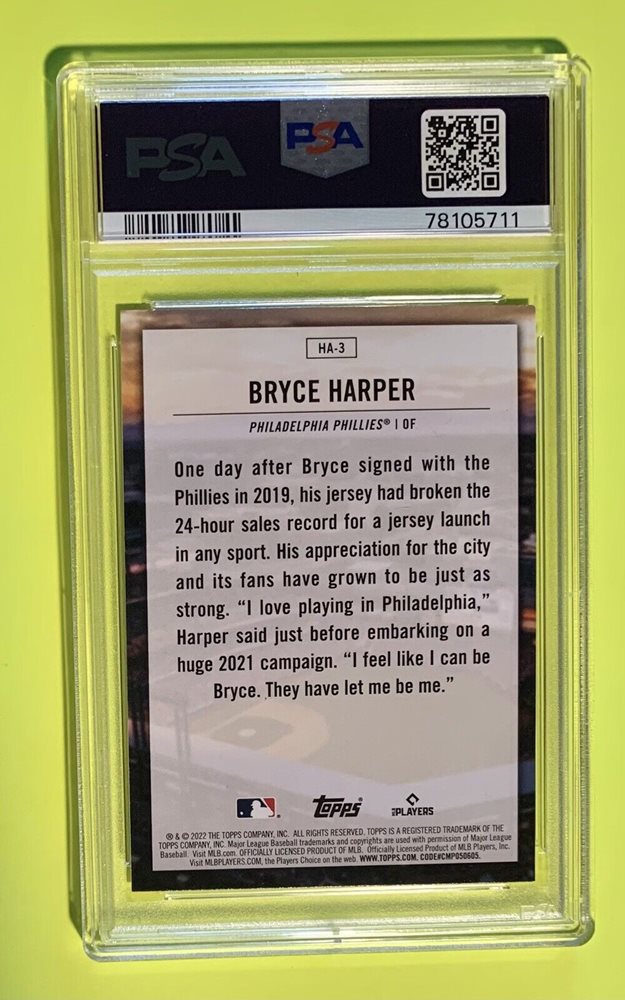 PSA
PSA
78105711
HA-3
BRYCE HARPER
PHILADELPHIA PHILLIES® | OF
One day after Bryce signed with the
Phillies in 2019, his jersey had broken the
24-hour sales record for a jersey launch
in any sport. His appreciation for the city
and its fans have grown to be just as
strong. “I love playing in Philadelphia,”
Harper said just before embarking on a
huge 2021 campaign. “I feel like I can be
Bryce. They have let me be me.”
topps
PLAYERS
® & © 2022 THE TOPPS COMPANY, INC. ALL RIGHTS RESERVED. TOPPS IS A REGISTERED TRADEMARK OF THE
TOPPS COMPANY, INC. Major League Baseball trademarks and copyrights are used with permission of Major League
Baseball. Visit MLB.com. OFFICIALLY LICENSED PRODUCT OF MLB. Officially Licensed Product of MLB Players, Inc.
Visit MLBPLAYERS.COM, the Players Choice on the web. WWW.TOPPS.COM. CODE#CMP050605.